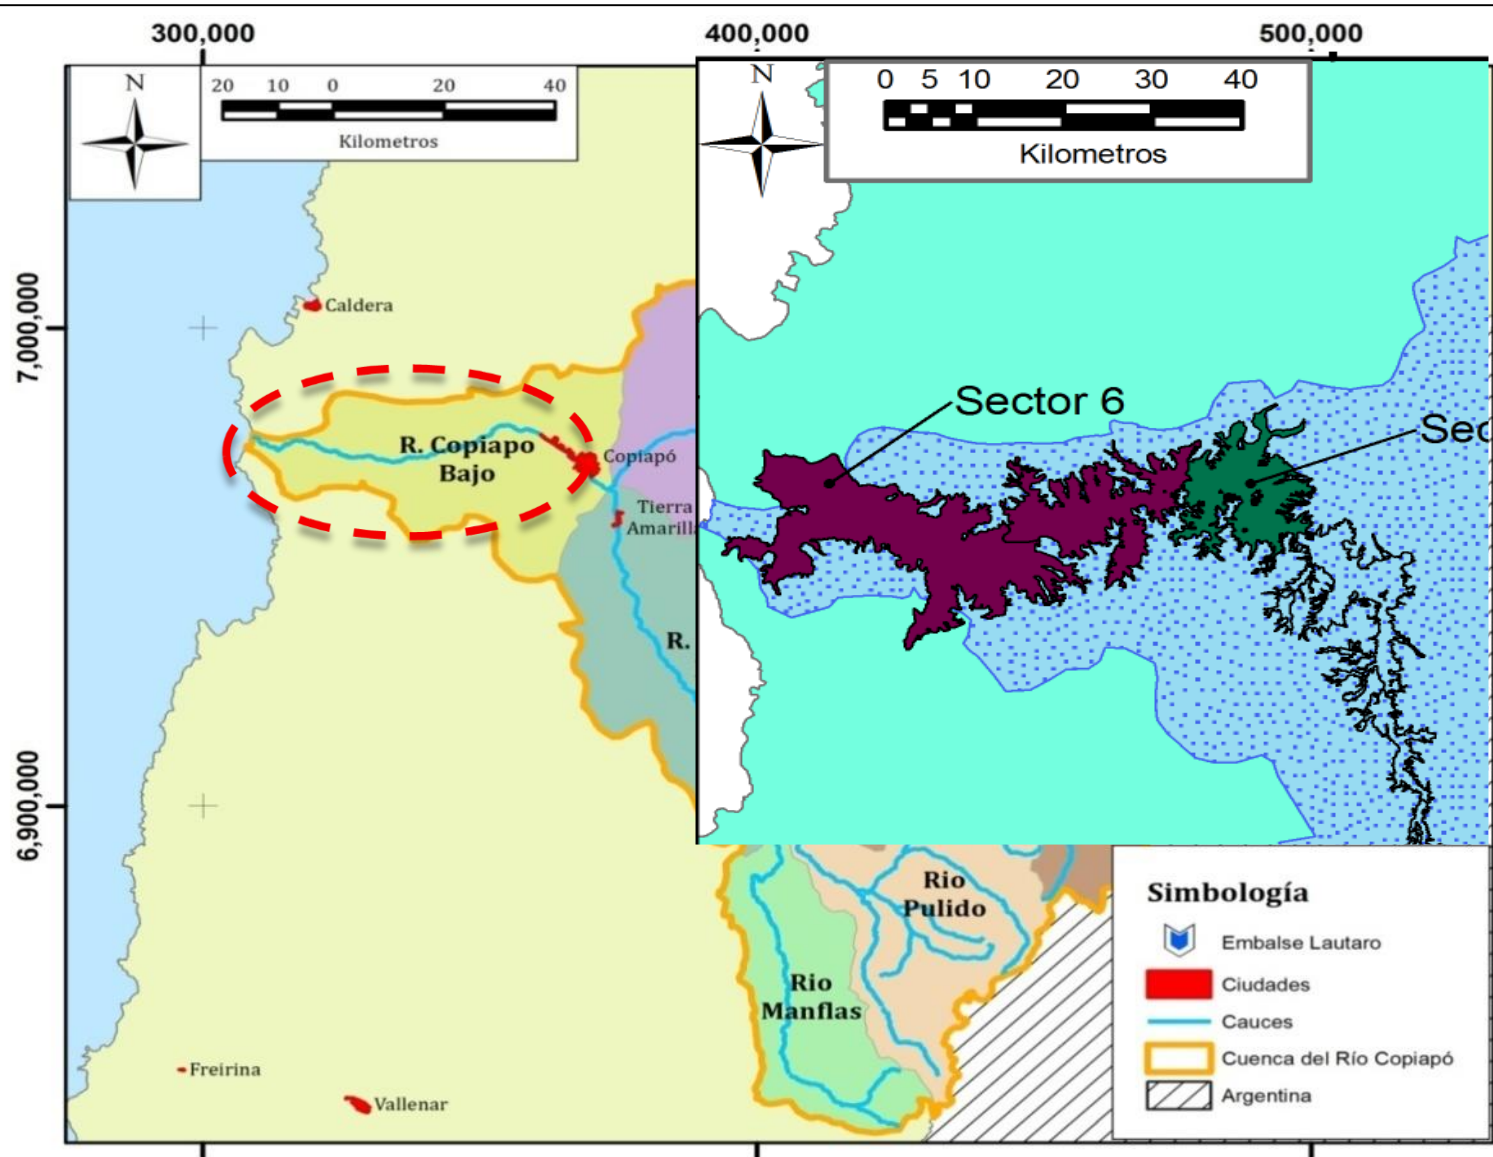 300,000
400,000
500,000
N
20 10 0 20 40
Kilometros
N
0 5 10 20 30 40
Kilometros
7,000,000
6,900,000
Caldera
R. Copiapo
Bajo
Copiapó
Tierra
Amarilla
R.
Sector 6
Sec
Rio
Pulido
Rio
Manflas
Freirina
Vallenar
Simbología
Embalse Lautaro
Ciudades
Cauces
Cuenca del Río Copiapó
Argentina